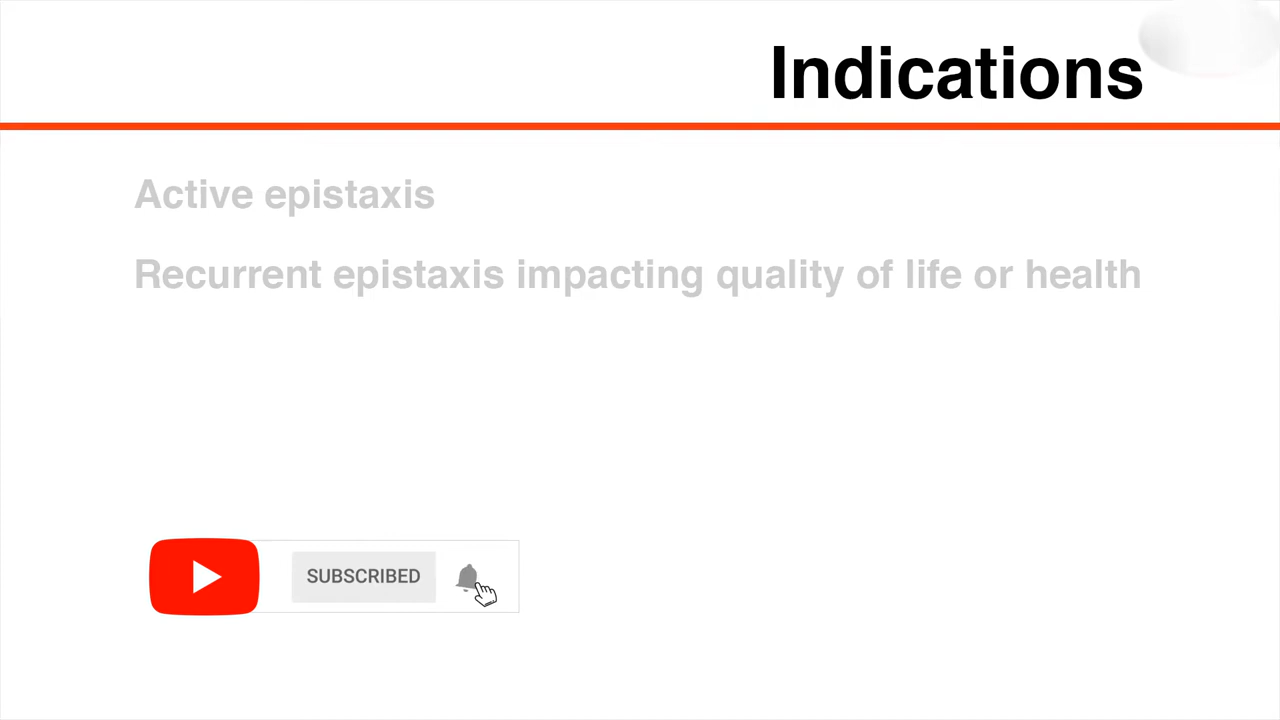 Indications
Active epistaxis
Recurrent epistaxis impacting quality of life or health
SUBSCRIBED